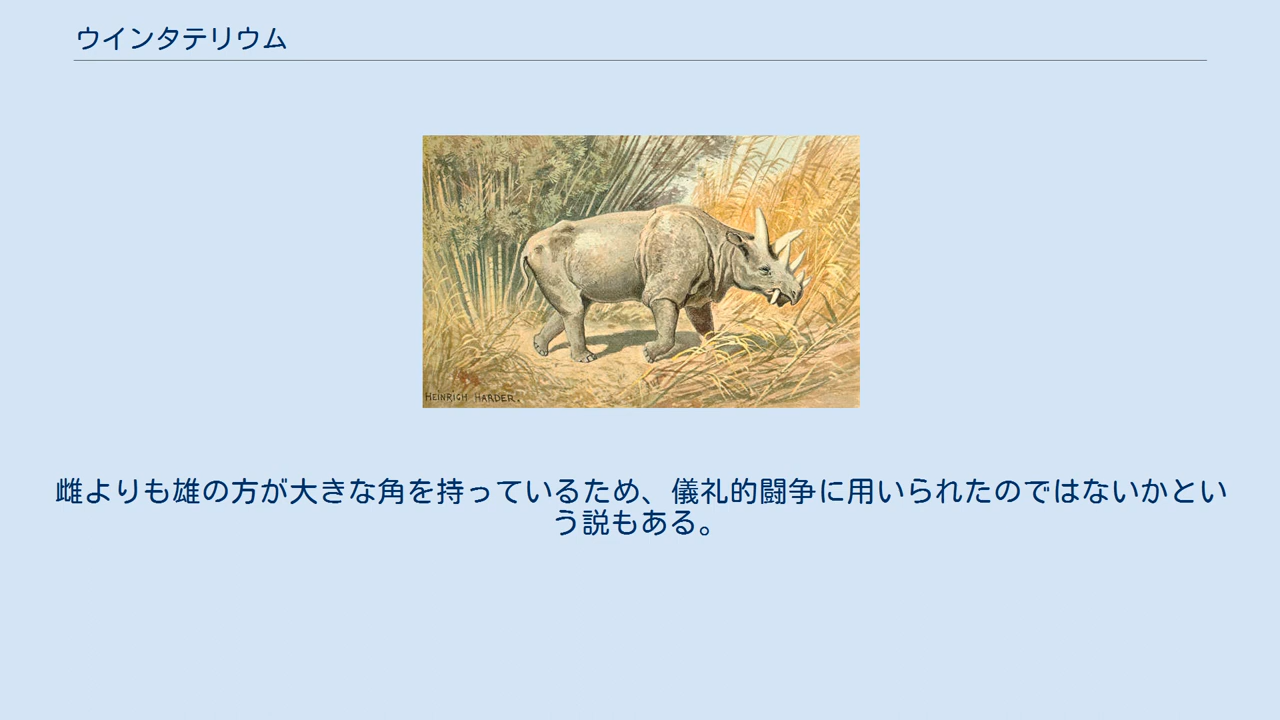 ウインタテリウム
HEINRICH HARDER.
雌よりも雄の方が大きな角を持っているため、儀礼的闘争に用いられたのではないかとい
う説もある。